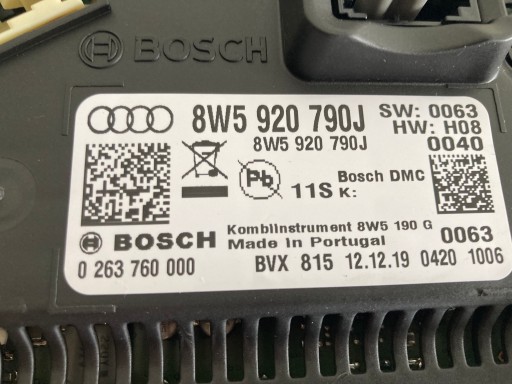 BOSCH
8W5 920 790J
SW: 0063
HW: H08
8W5 920 790J
0040
Pb
11S
K:
Bosch DMC
BOSCH
Kombiinstrument 8W5 190 G
Made in Portugal
0063
0 263 760 000
BVX 815 12.12.19 0420 1006